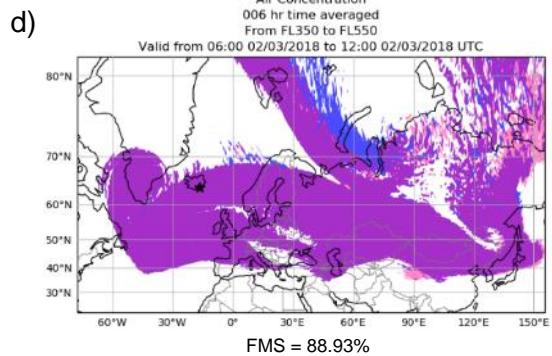 d)
Air Concentration
006 hr time averaged
From FL350 to FL550
Valid from 06:00 02/03/2018 to 12:00 02/03/2018 UTC
80°N
70°N
60°N
50°N
40°N
30°N
60°W 30°W 0° 30°E 60°E 90°E 120°E 150°E
FMS = 88.93%